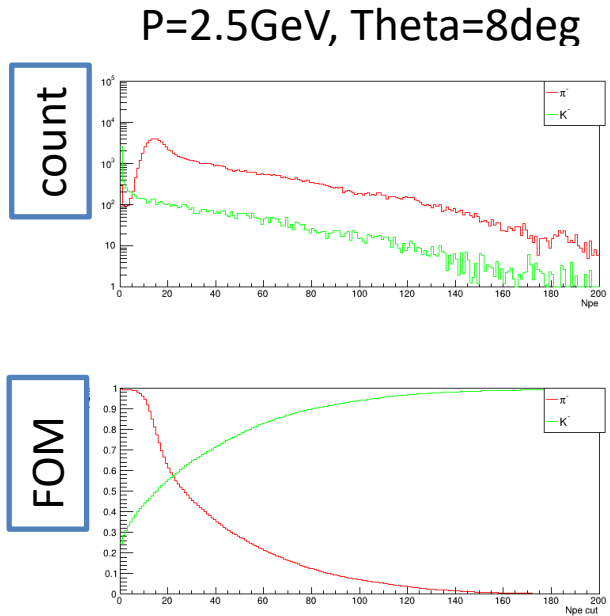 P=2.5GeV, Theta=8deg
count
10⁵
10⁴
10³
10²
10
1
0 20 40 60 80 100 120 140 160 180 200
Npe
π⁻
K⁻
FOM
1
0.9
0.8
0.7
0.6
0.5
0.4
0.3
0.2
0.1
0
0 20 40 60 80 100 120 140 160 180 200
Npe cut
π⁻
K⁻